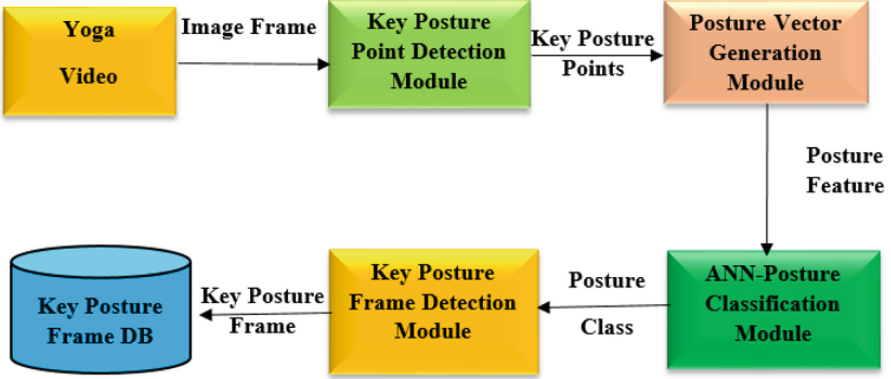 Yoga
Video
Image Frame
Key Posture
Point Detection
Module
Key Posture
Points
Posture Vector
Generation
Module
Posture
Feature
ANN-Posture
Classification
Module
Posture
Class
Key Posture
Frame Detection
Module
Key Posture
Frame
Key Posture
Frame DB